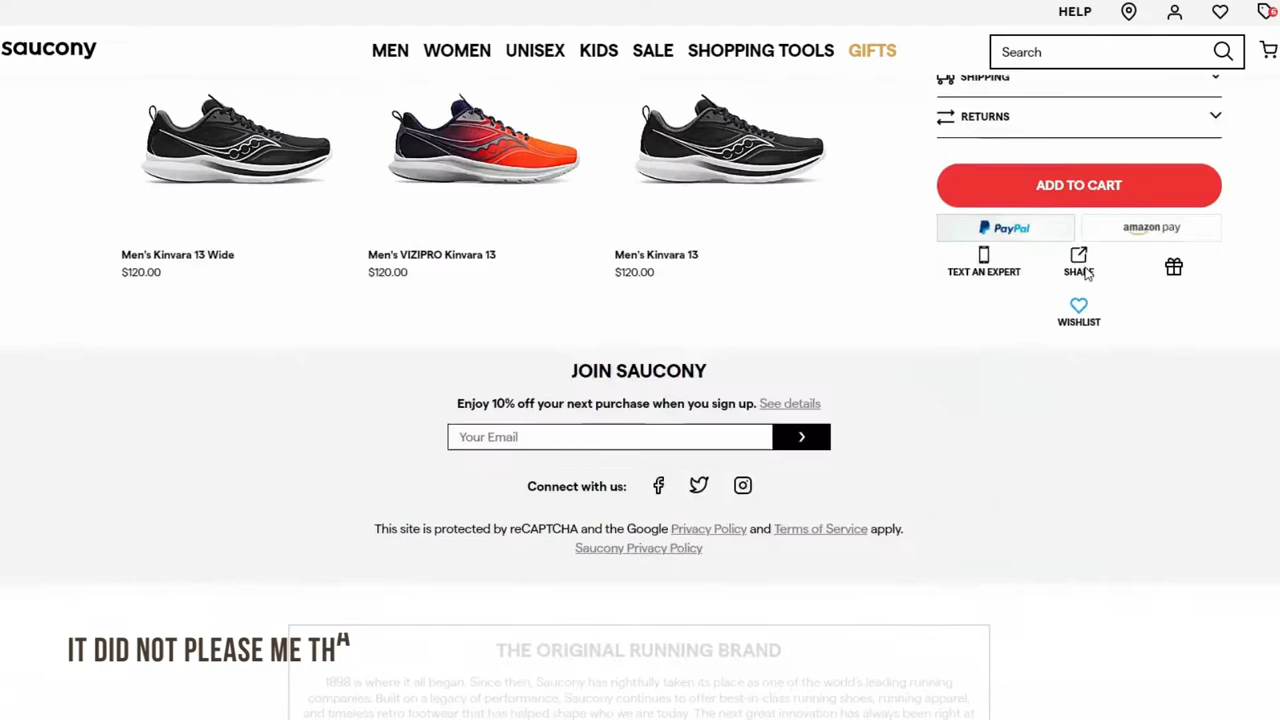 HELP
6
saucony
MEN WOMEN UNISEX KIDS SALE SHOPPING TOOLS GIFTS
Search
SHIPPING
RETURNS
ADD TO CART
PayPal
amazon pay
TEXT AN EXPERT
SHARE
WISHLIST
Men's Kinvara 13 Wide
$120.00
Men's VIZIPRO Kinvara 13
$120.00
Men's Kinvara 13
$120.00
JOIN SAUCONY
Enjoy 10% off your next purchase when you sign up. See details
Your Email
Connect with us:
This site is protected by reCAPTCHA and the Google Privacy Policy and Terms of Service apply.
Saucony Privacy Policy
IT DID NOT PLEASE ME THA
THE ORIGINAL RUNNING BRAND
1898 is where it all began. Since then, Saucony has rightfully taken its place as one of the world's leading running
companies. Built on a legacy of performance, Saucony continues to offer best-in-class running shoes, running apparel,
and timeless retro footwear that has helped shape who we are today. The next great innovation has always been right at